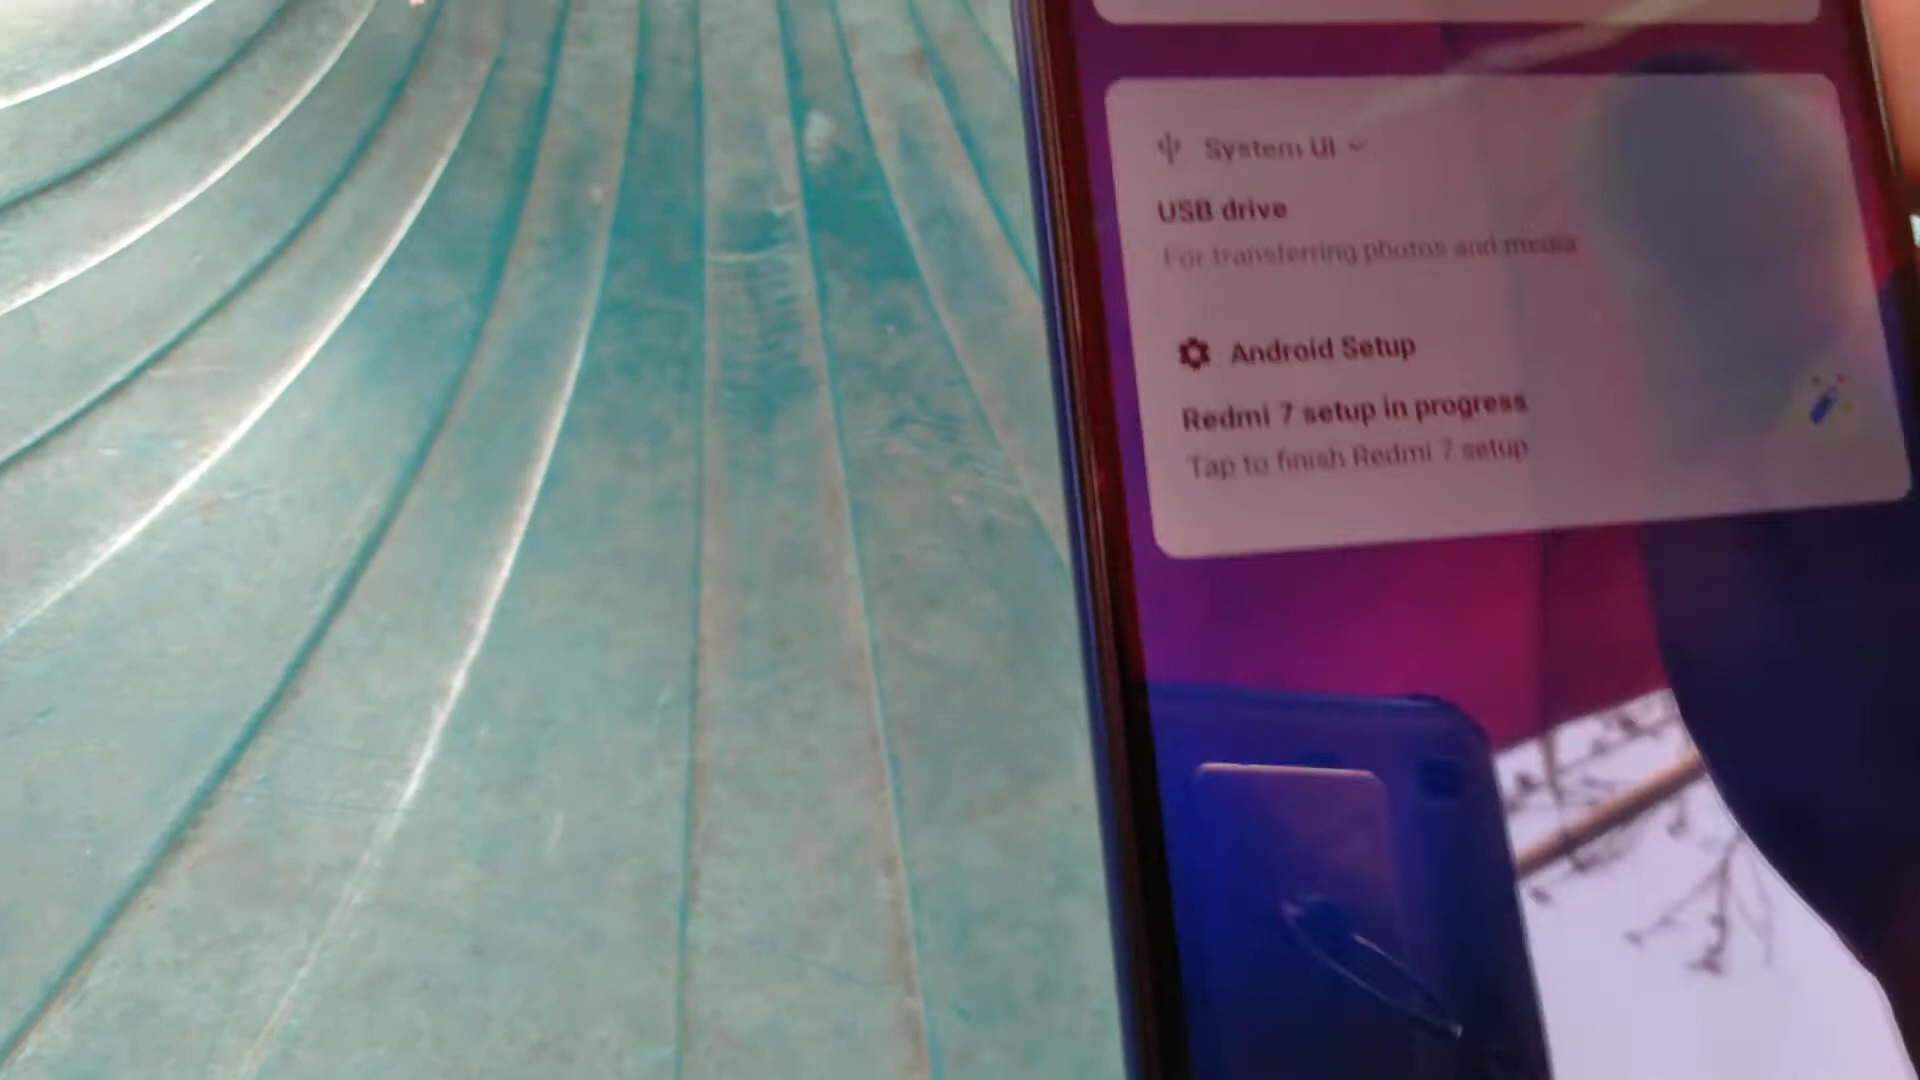 System UI
USB drive
For transferring photos and media
Android Setup
Redmi 7 setup in progress
Tap to finish Redmi 7 setup